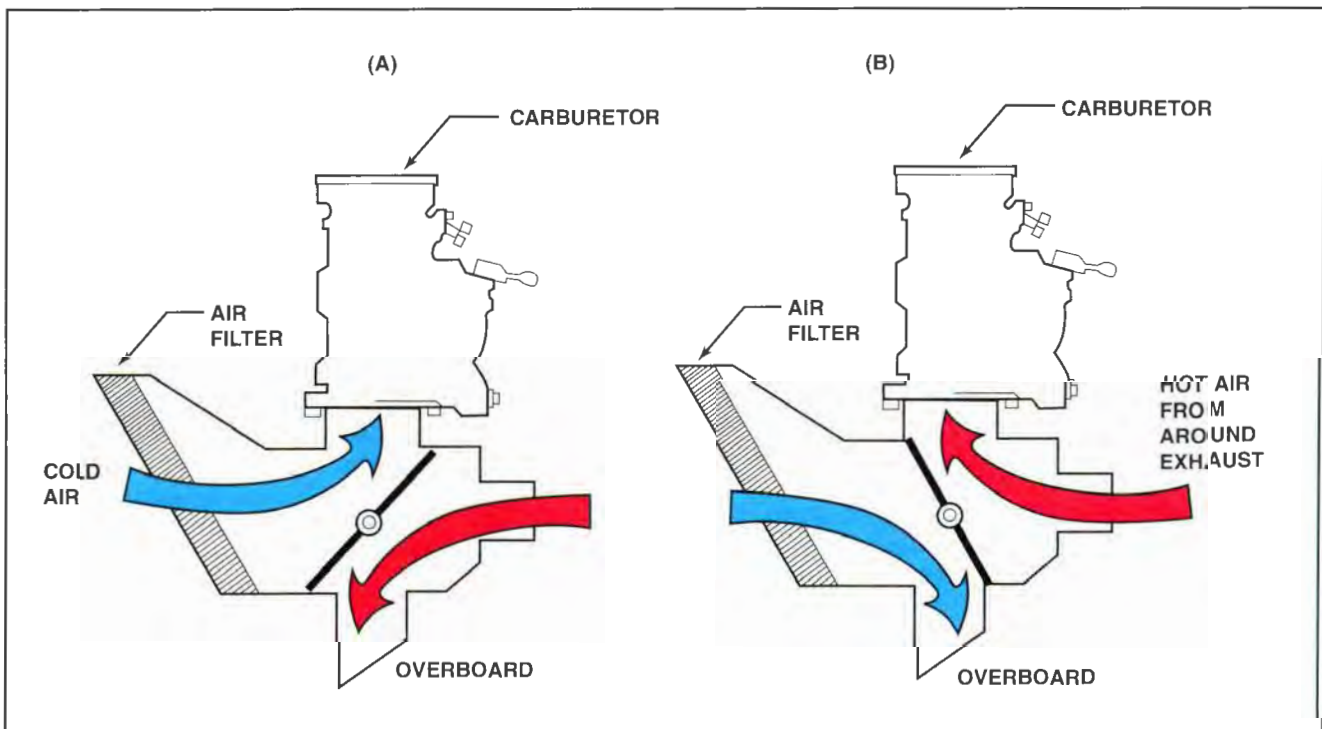 (A)
CARBURETOR
AIR
FILTER
COLD
AIR
OVERBOARD
(B)
CARBURETOR
AIR
FILTER
HOT AIR
FROM
AROUND
EXHAUST
OVERBOARD